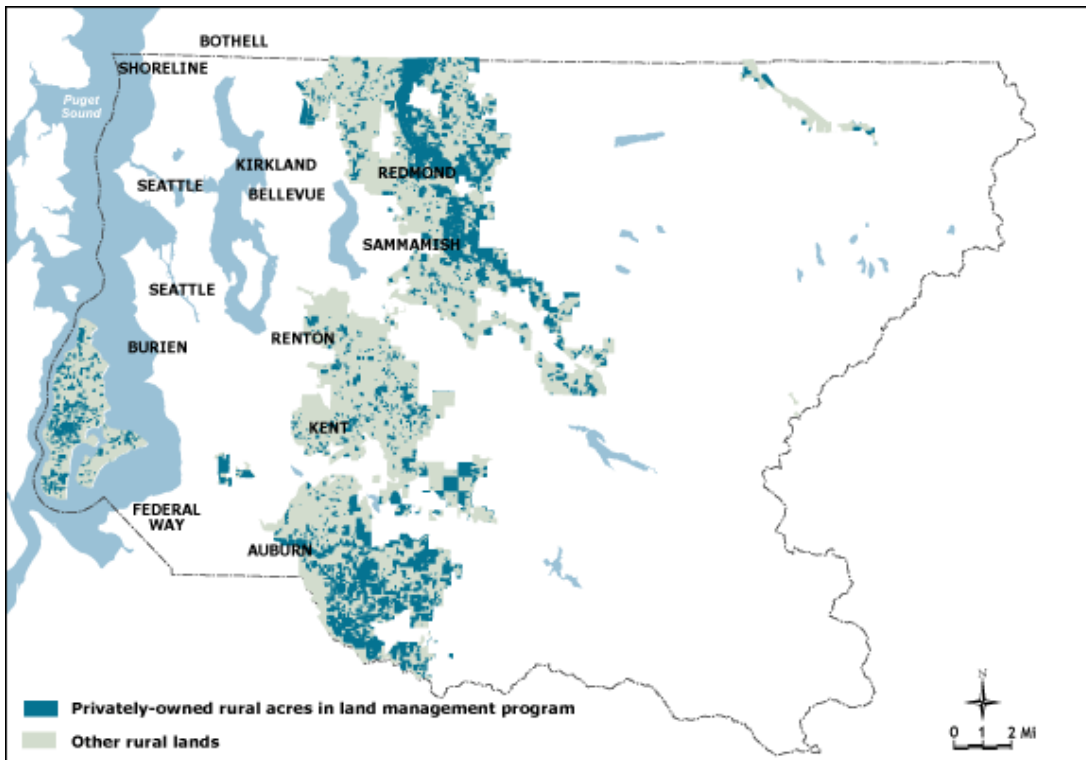 BOTHELL
SHORELINE
Puget
Sound
KIRKLAND
REDMOND
SEATTLE
BELLEVUE
SAMMAMISH
SEATTLE
RENTON
BURIEN
KENT
FEDERAL
WAY
AUBURN
N
Privately-owned rural acres in land management program
0 1 2 Mi
Other rural lands